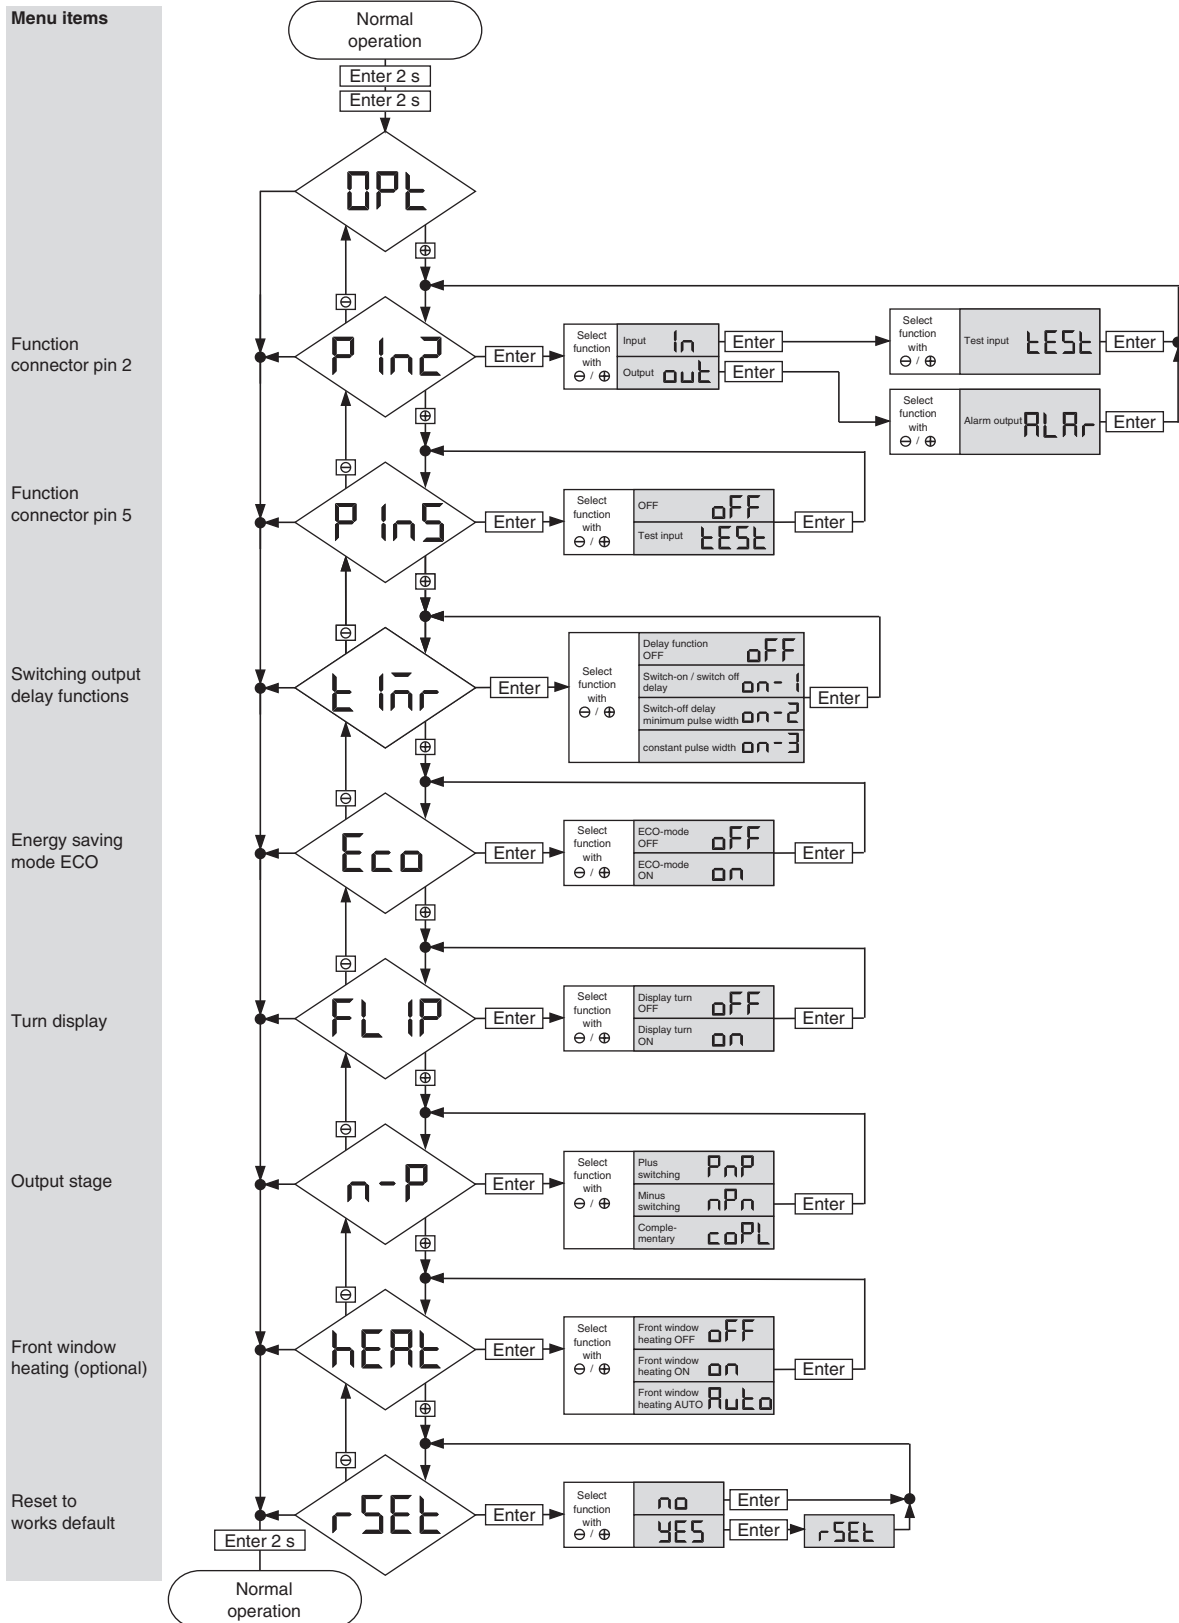 Menu items
Normal
operation
Enter 2 s
Enter 2 s
OPt
⊕
⊖
Function
connector pin 2
PIn2
Enter
Select
function
with
⊖ / ⊕
Input In
Output out
Enter
Enter
Select
function
with
⊖ / ⊕
Test input tESt
Enter
Select
function
with
⊖ / ⊕
Alarm output ALAr
Enter
⊕
⊖
Function
connector pin 5
PIn5
Enter
Select
function
with
⊖ / ⊕
OFF oFF
Test input tESt
Enter
⊕
⊖
Switching output
delay functions
tImr
Enter
Select
function
with
⊖ / ⊕
Delay function
OFF oFF
Switch-on / switch off
delay on-1
Switch-off delay
minimum pulse width on-2
constant pulse width on-3
Enter
⊕
⊖
Energy saving
mode ECO
Eco
Enter
Select
function
with
⊖ / ⊕
ECO-mode
OFF oFF
ECO-mode
ON on
Enter
⊕
⊖
Turn display
FLIP
Enter
Select
function
with
⊖ / ⊕
Display turn
OFF oFF
Display turn
ON on
Enter
⊕
⊖
Output stage
n-P
Enter
Select
function
with
⊖ / ⊕
Plus
switching PnP
Minus
switching nPn
Comple-
mentary coPL
Enter
⊕
⊖
Front window
heating (optional)
hEAt
Enter
Select
function
with
⊖ / ⊕
Front window
heating OFF oFF
Front window
heating ON on
Front window
heating AUTO Auto
Enter
⊕
⊖
Reset to
works default
rSEt
Enter
Select
function
with
⊖ / ⊕
no
YES
Enter
Enter
rSEt
Enter 2 s
Normal
operation